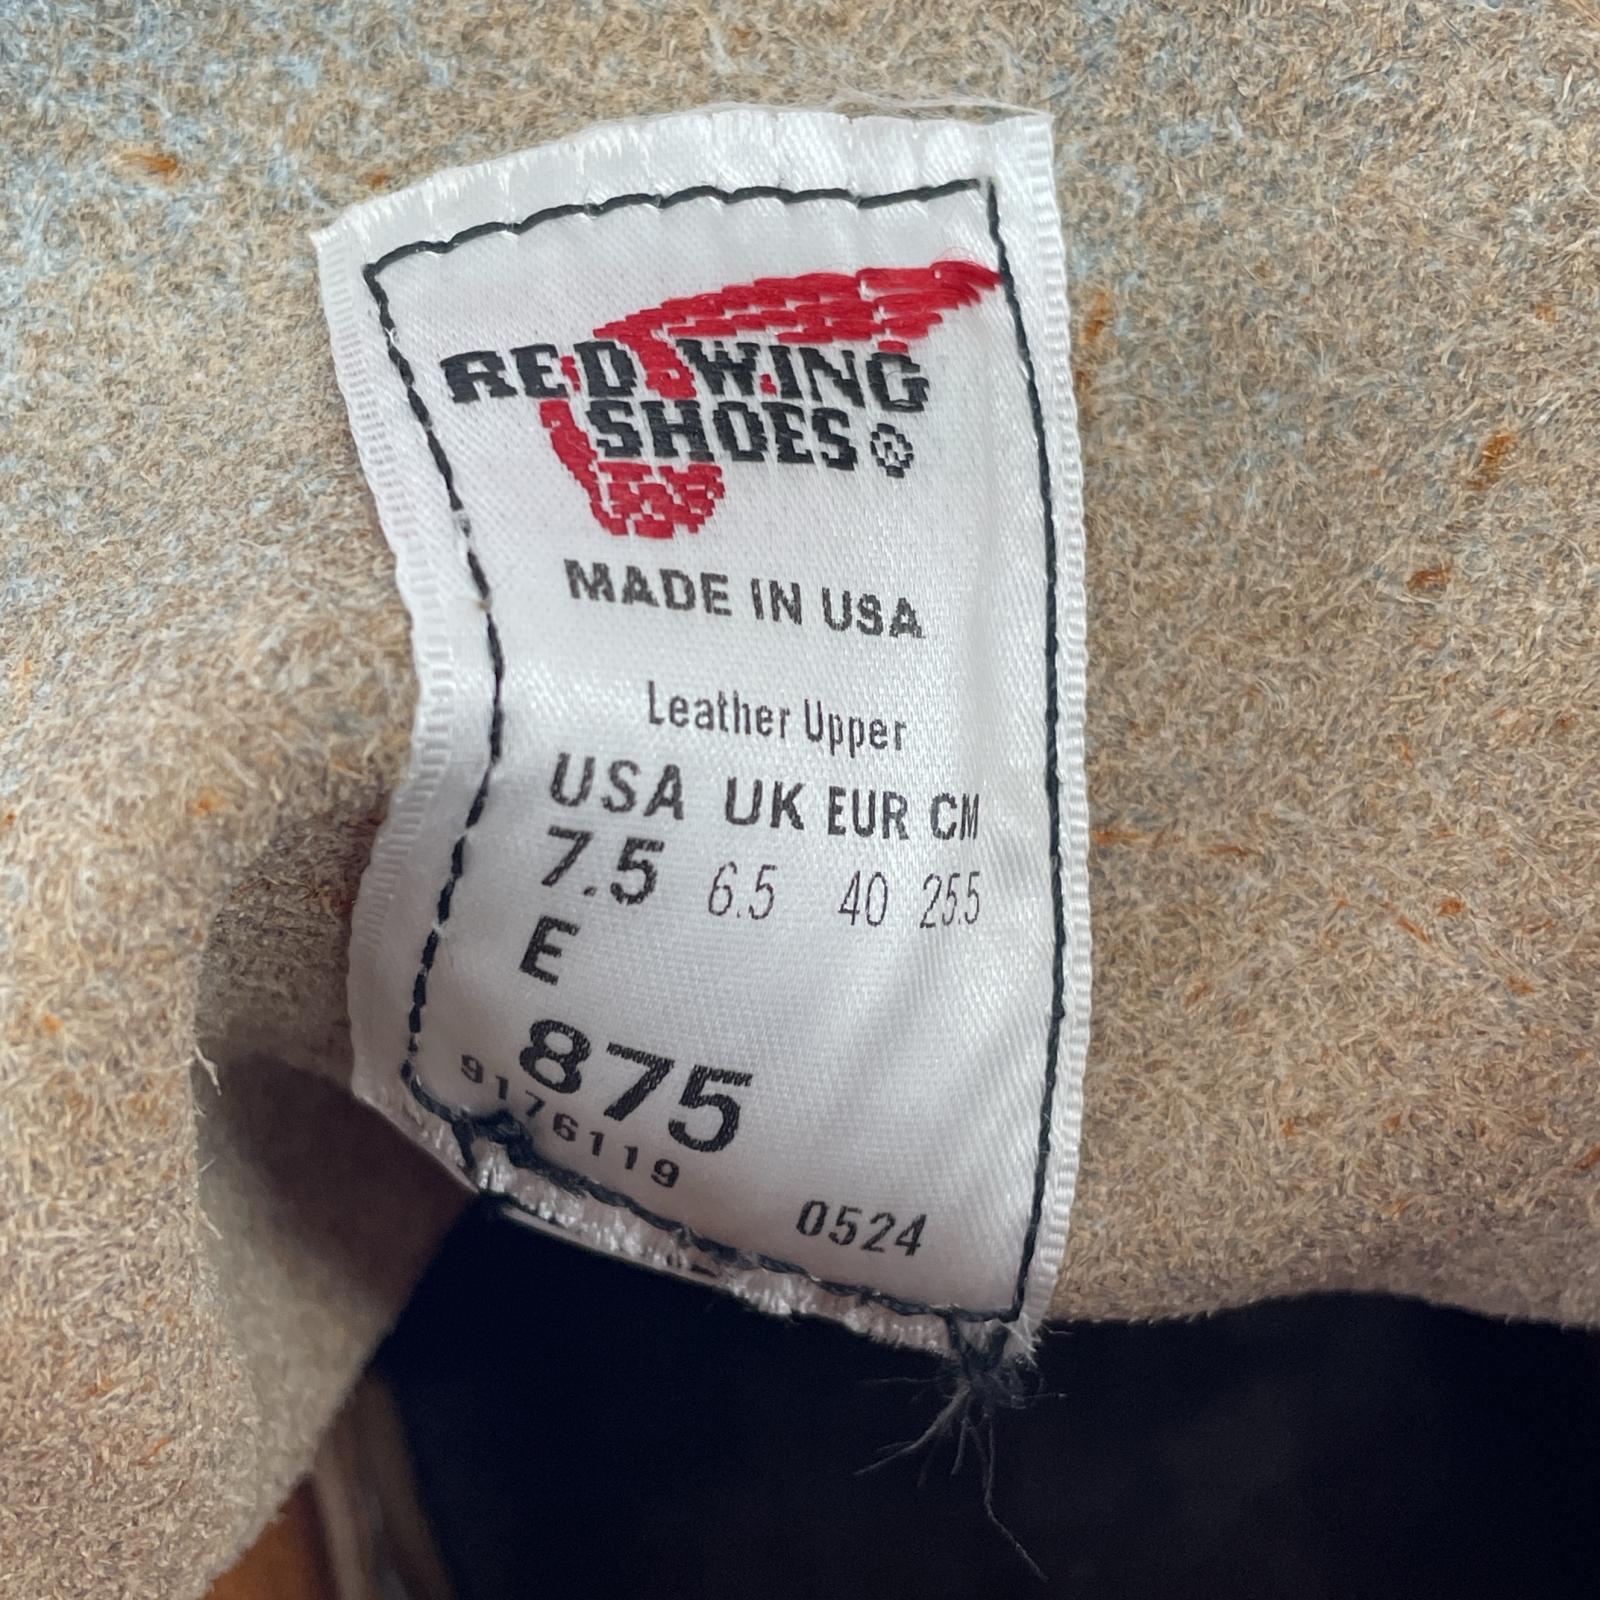 RED WING
SHOES®
MADE IN USA
Leather Upper
USA UK EUR CM
7.5 6.5 40 25.5
E
875
9176119
0524